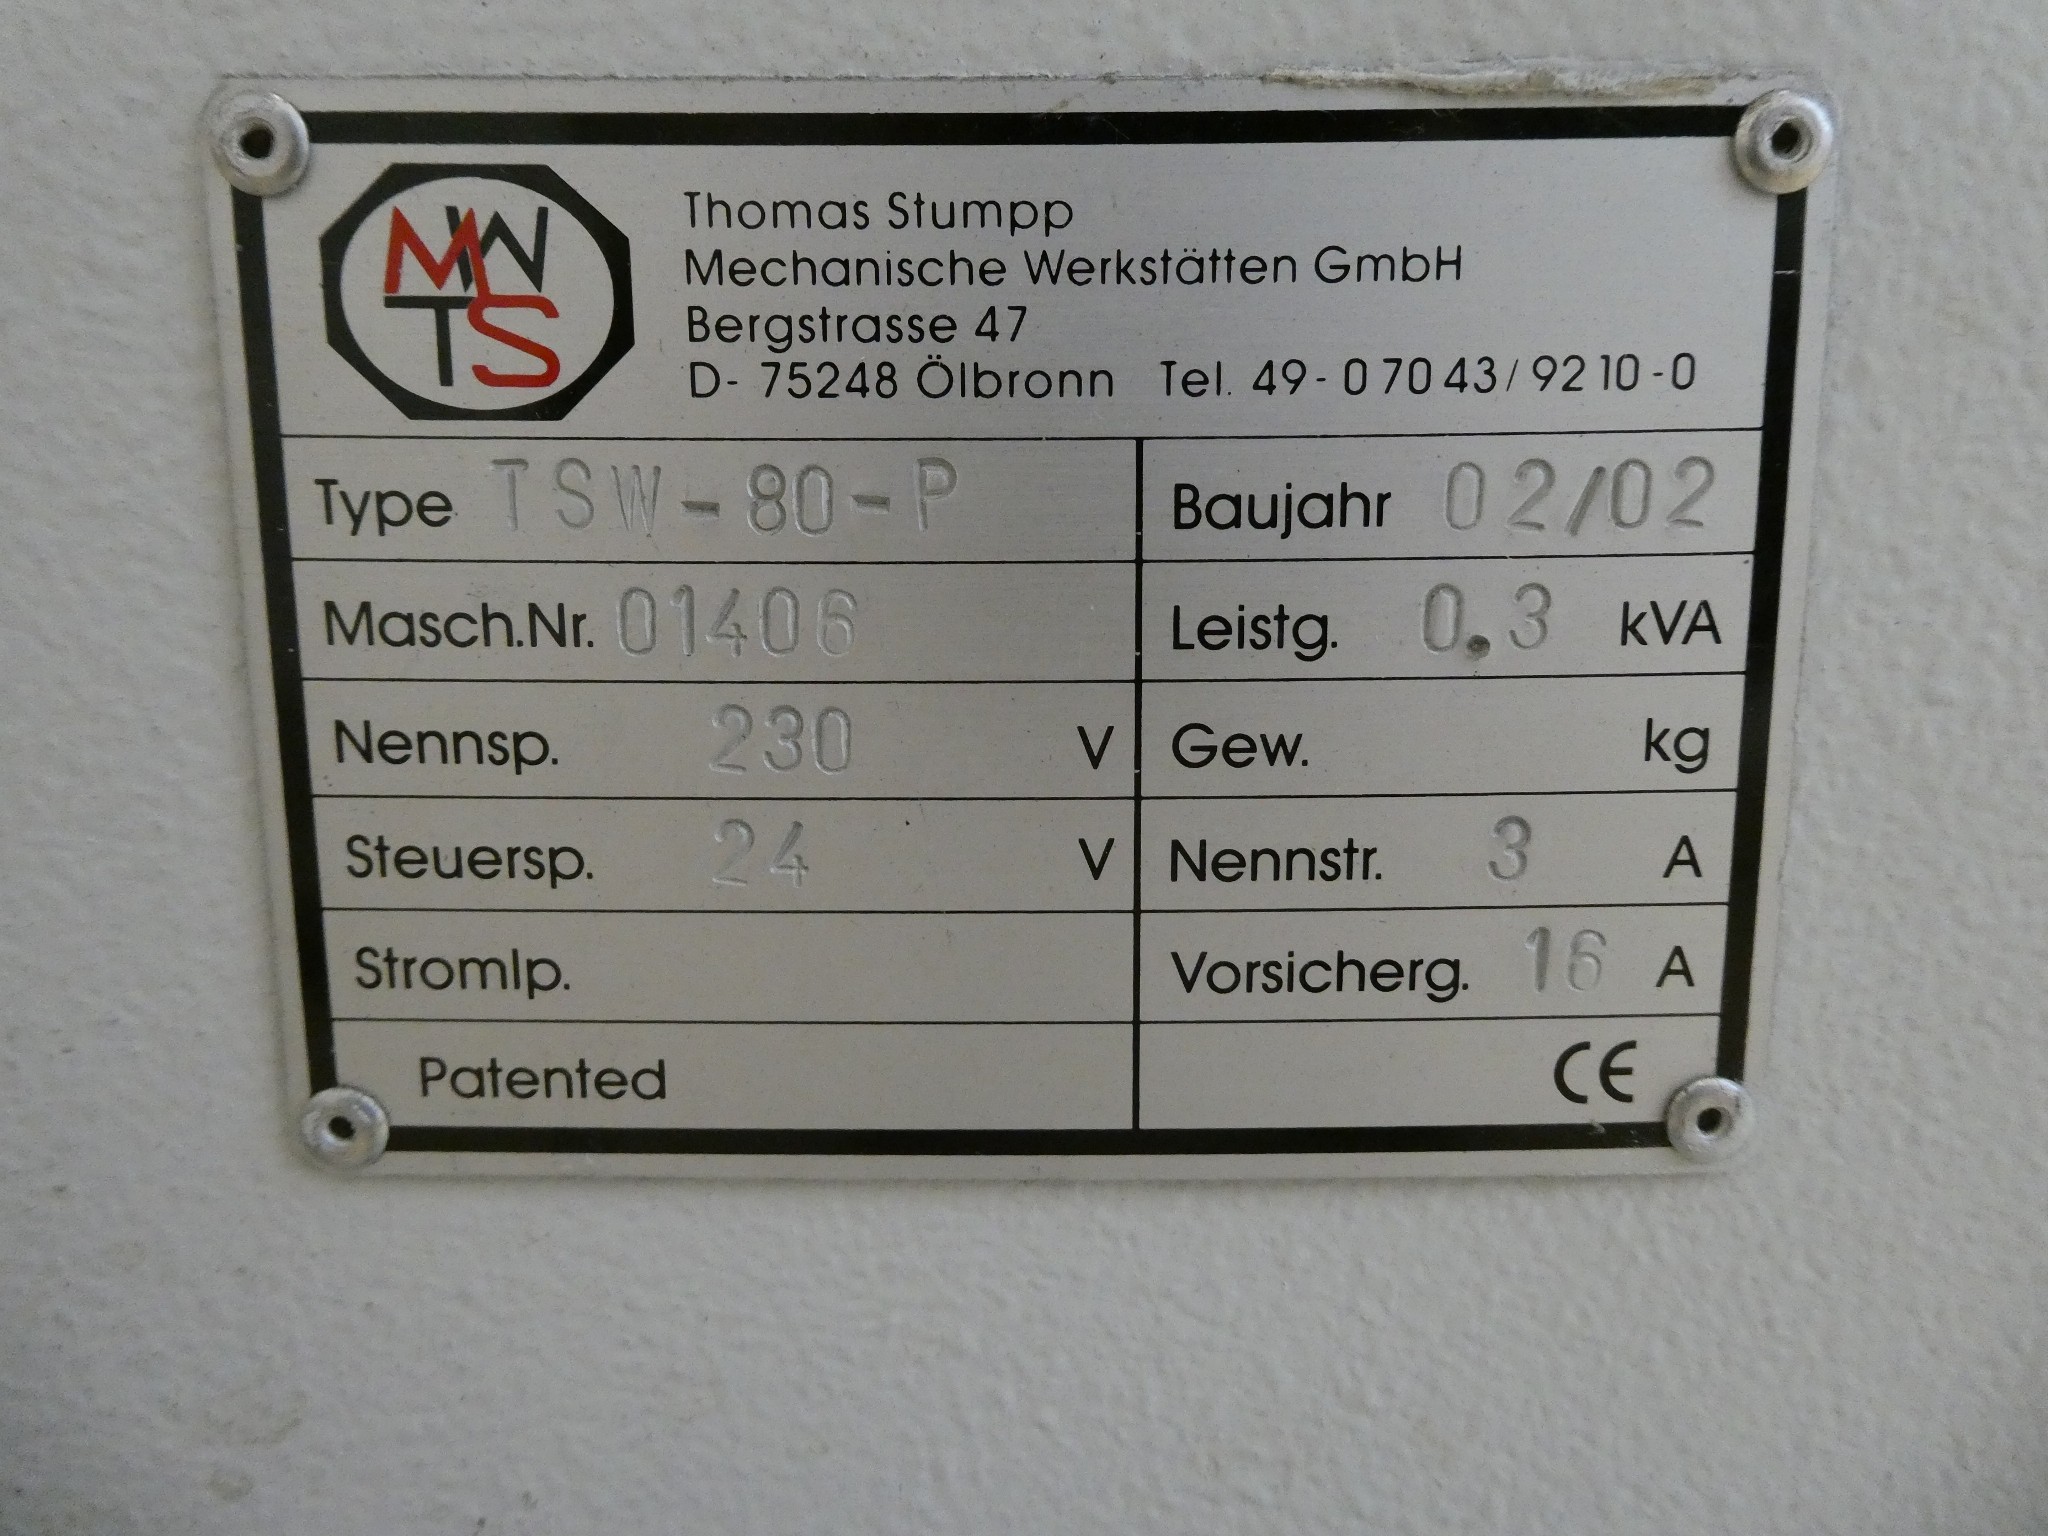 MW
TS
Thomas Stumpp
Mechanische Werkstätten GmbH
Bergstrasse 47
D- 75248 Ölbronn Tel. 49-07043/9210-0
Type TSW-80-P Baujahr 02/02
Masch.Nr. 01406 Leistg. 0.3 kVA
Nennsp. 230 V Gew. kg
Steuersp. 24 V Nennstr. 3 A
Stromlp. Vorsicherg. 16 A
Patented CE